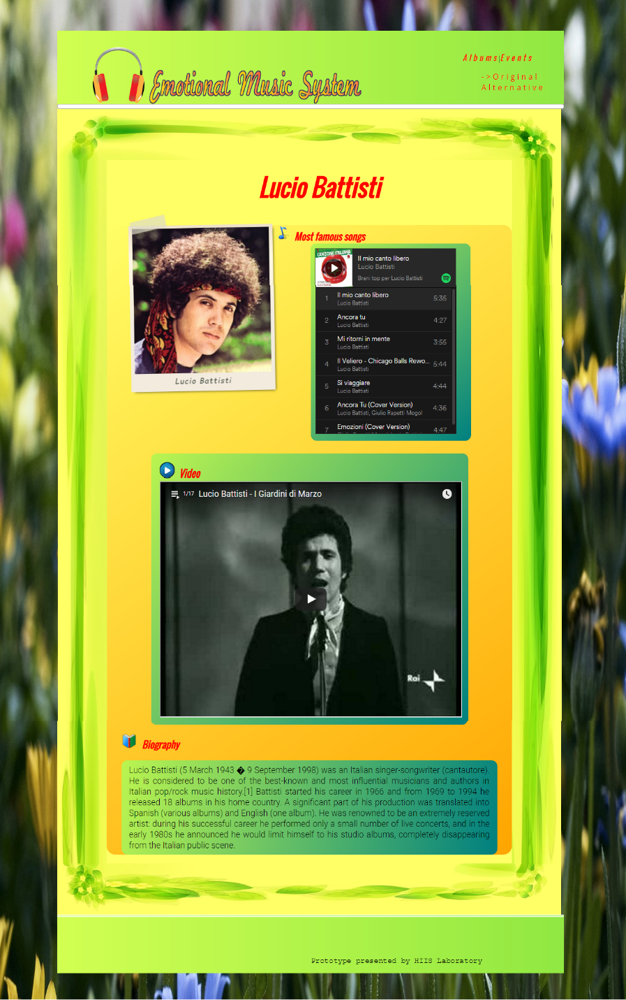 Emotional Music System
Albums|Events
->Original
Alternative
Lucio Battisti
Lucio Battisti
Most famous songs
CANZONE ITALIANA
Il mio canto libero
Lucio Battisti
Brani top per Lucio Battisti
1 Il mio canto libero 5:35
Lucio Battisti
2 Ancora tu 4:27
Lucio Battisti
3 Mi ritorni in mente 3:55
Lucio Battisti
4 Il Veliero - Chicago Balls Rewo... 5:44
Lucio Battisti
5 Si viaggiare 4:44
Lucio Battisti
6 Ancora Tu (Cover Version) 4:36
Lucio Battisti, Giulio Rapetti Mogol
7 Emozioni (Cover Version) 4:47
Video
1/17 Lucio Battisti - I Giardini di Marzo
Rai
Biography
Lucio Battisti (5 March 1943 � 9 September 1998) was an Italian singer-songwriter (cantautore).
He is considered to be one of the best-known and most influential musicians and authors in
Italian pop/rock music history.[1] Battisti started his career in 1966 and from 1969 to 1994 he
released 18 albums in his home country. A significant part of his production was translated into
Spanish (various albums) and English (one album). He was renowned to be an extremely reserved
artist: during his successful career he performed only a small number of live concerts, and in the
early 1980s he announced he would limit himself to his studio albums, completely disappearing
from the Italian public scene.
Prototype presented by HIIS Laboratory